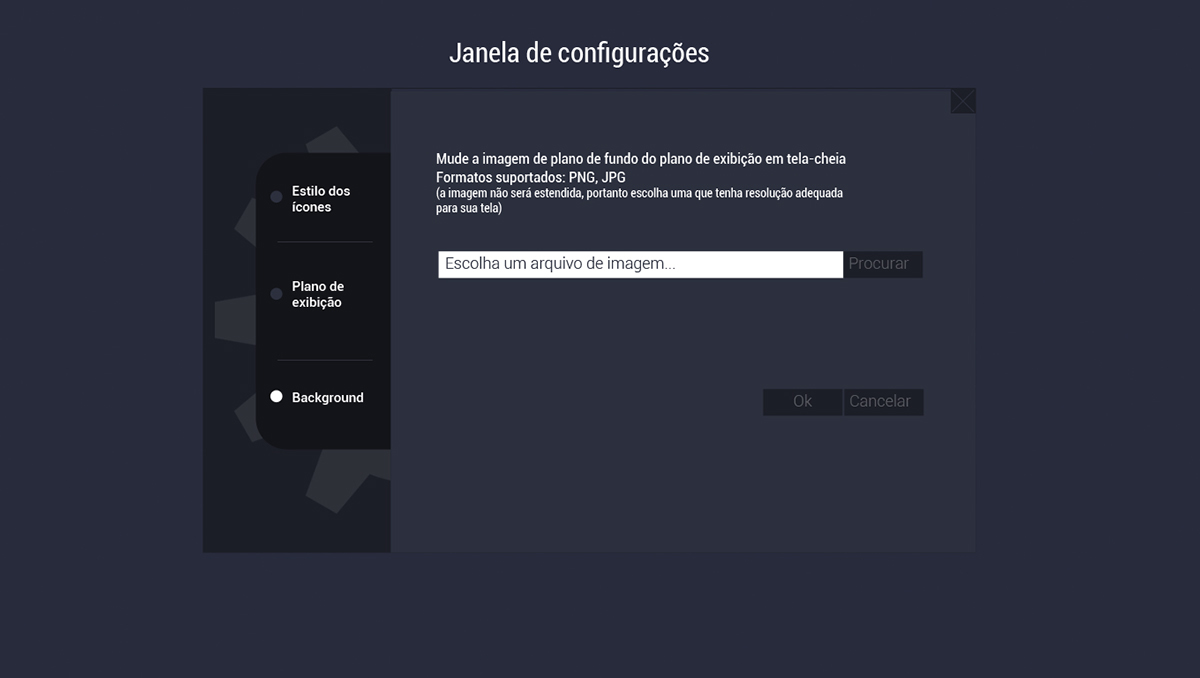 Janela de configurações
Estilo dos
ícones
Plano de
exibição
Background
Mude a imagem de plano de fundo do plano de exibição em tela-cheia
Formatos suportados: PNG, JPG
(a imagem não será estendida, portanto escolha uma que tenha resolução adequada
para sua tela)
Escolha um arquivo de imagem... Procurar
Ok Cancelar